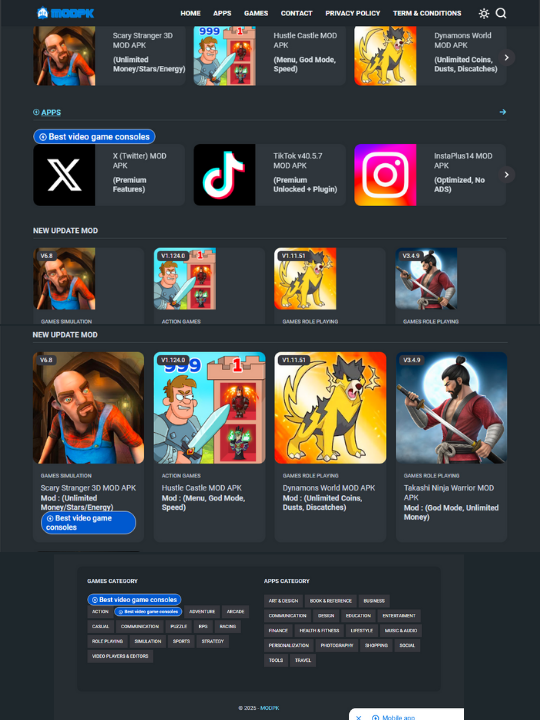 MODPK
HOME APPS GAMES CONTACT PRIVACY POLICY TERM & CONDITIONS
Scary Stranger 3D
MOD APK
(Unlimited
Money/Stars/Energy)
999
1
Hustle Castle MOD
APK
(Menu, God Mode,
Speed)
Dynamons World
MOD APK
(Unlimited Coins,
Dusts, Discatches)
APPS
Best video game consoles
X (Twitter) MOD
APK
(Premium
Features)
TikTok v40.5.7
MOD APK
(Premium
Unlocked + Plugin)
InstaPlus14 MOD
APK
(Optimized, No
ADS)
NEW UPDATE MOD
V6.8
V1.124.0
1
V1.11.51
V3.4.9
GAMES SIMULATION
ACTION GAMES
GAMES ROLE PLAYING
GAMES ROLE PLAYING
NEW UPDATE MOD
V6.8
V1.124.0
999
1
V1.11.51
V3.4.9
GAMES SIMULATION
Scary Stranger 3D MOD APK
Mod : (Unlimited
Money/Stars/Energy)
Best video game
consoles
ACTION GAMES
Hustle Castle MOD APK
Mod : (Menu, God Mode,
Speed)
GAMES ROLE PLAYING
Dynamons World MOD APK
Mod : (Unlimited Coins,
Dusts, Discatches)
GAMES ROLE PLAYING
Takashi Ninja Warrior MOD
APK
Mod : (God Mode, Unlimited
Money)
GAMES CATEGORY
Best video game consoles
ACTION Best video game consoles ADVENTURE ARCADE
CASUAL COMMUNICATION PUZZLE RPG RACING
ROLE PLAYING SIMULATION SPORTS STRATEGY
VIDEO PLAYERS & EDITORS
APPS CATEGORY
ART & DESIGN BOOK & REFERENCE BUSINESS
COMMUNICATION DESIGN EDUCATION ENTERTAINMENT
FINANCE HEALTH & FITNESS LIFESTYLE MUSIC & AUDIO
PERSONALIZATION PHOTOGRAPHY SHOPPING SOCIAL
TOOLS TRAVEL
© 2025 - MODPK
Mobile app